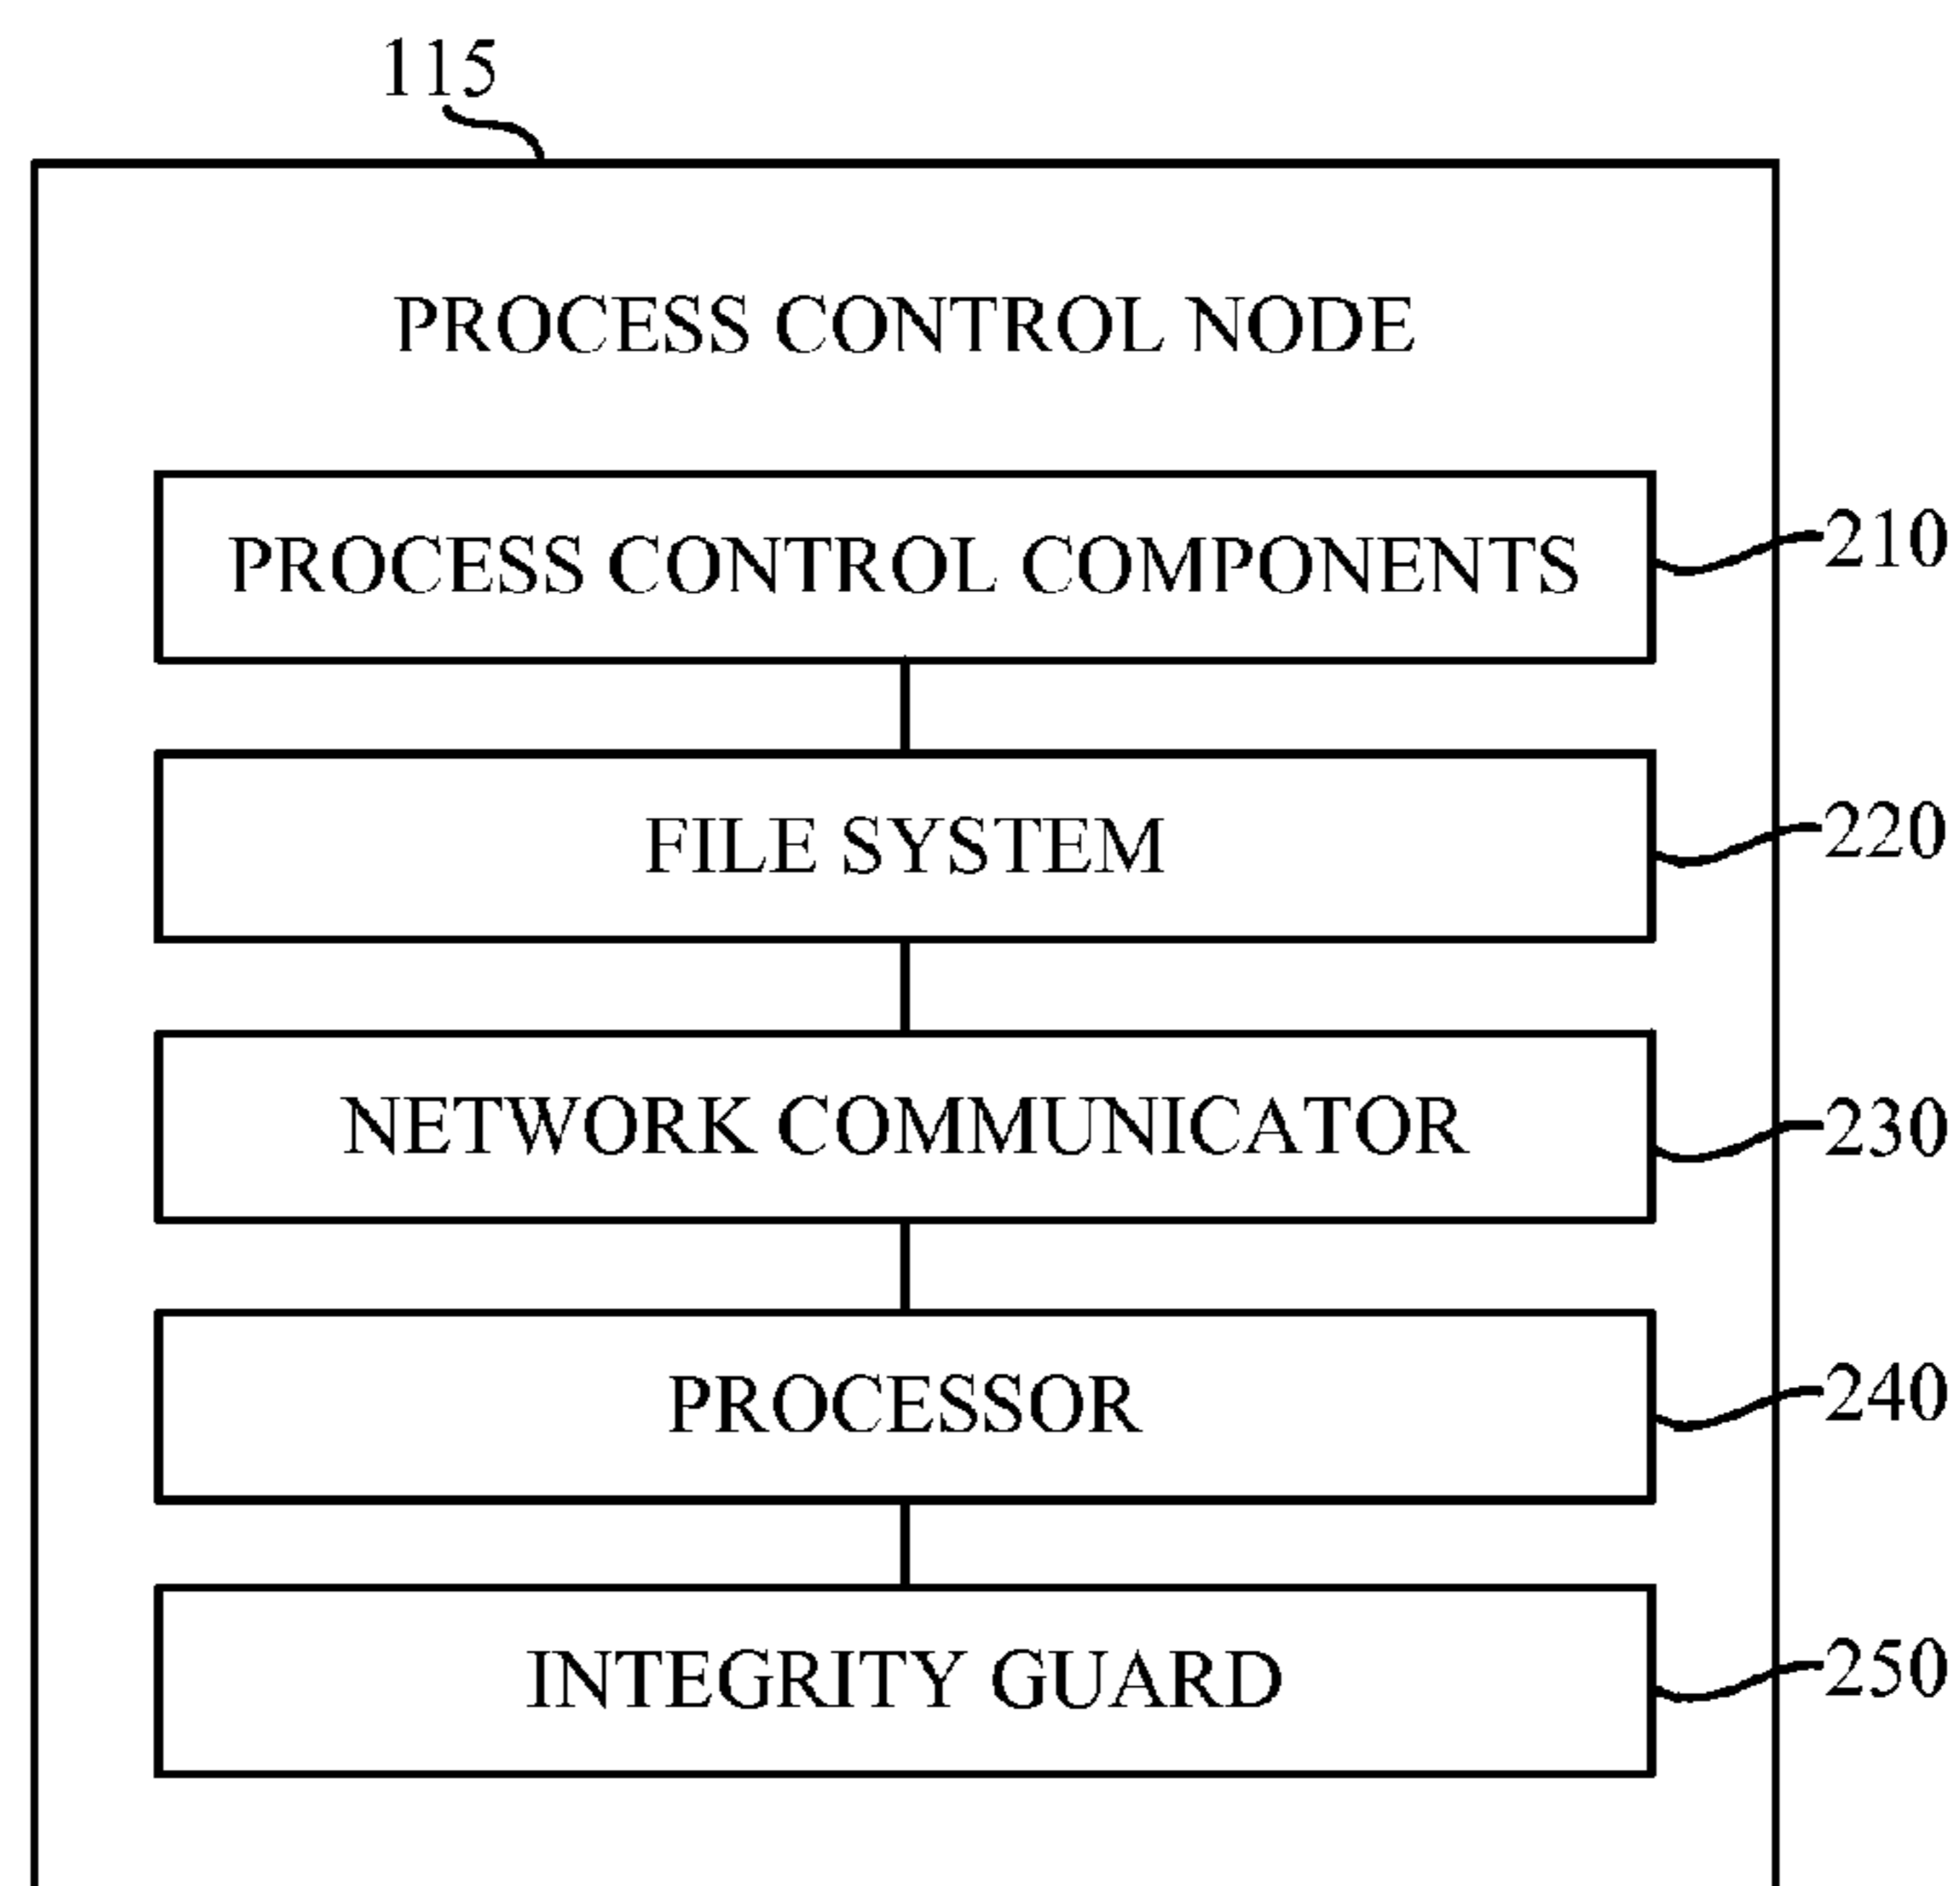 115
PROCESS CONTROL NODE
PROCESS CONTROL COMPONENTS 210
FILE SYSTEM 220
NETWORK COMMUNICATOR 230
PROCESSOR 240
INTEGRITY GUARD 250